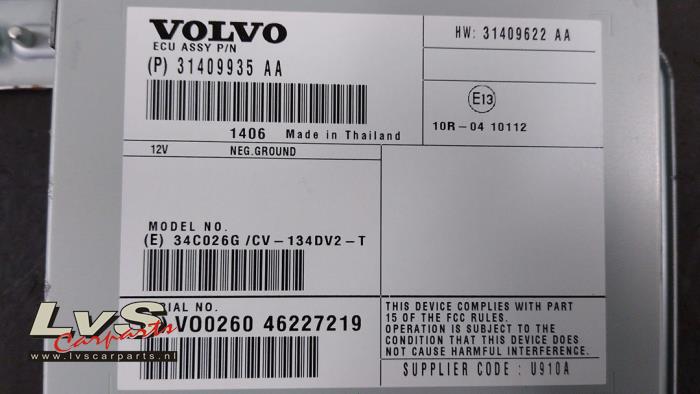 VOLVO
ECU ASSY P/N
(P) 31409935 AA
1406 Made in Thailand
HW: 31409622 AA
E13
10R-04 10112
12V NEG.GROUND
MODEL NO.
(E) 34C026G /CV-134DV2-T
NO.
VO00260 46227219
THIS DEVICE COMPLIES WITH PART
15 OF THE FCC RULES.
OPERATION IS SUBJECT TO THE
CONDITION THAT THIS DEVICE DOES
NOT CAUSE HARMFUL INTERFERENCE.
SUPPLIER CODE : U910A
LvS
Carparts
www.lvscarparts.nl